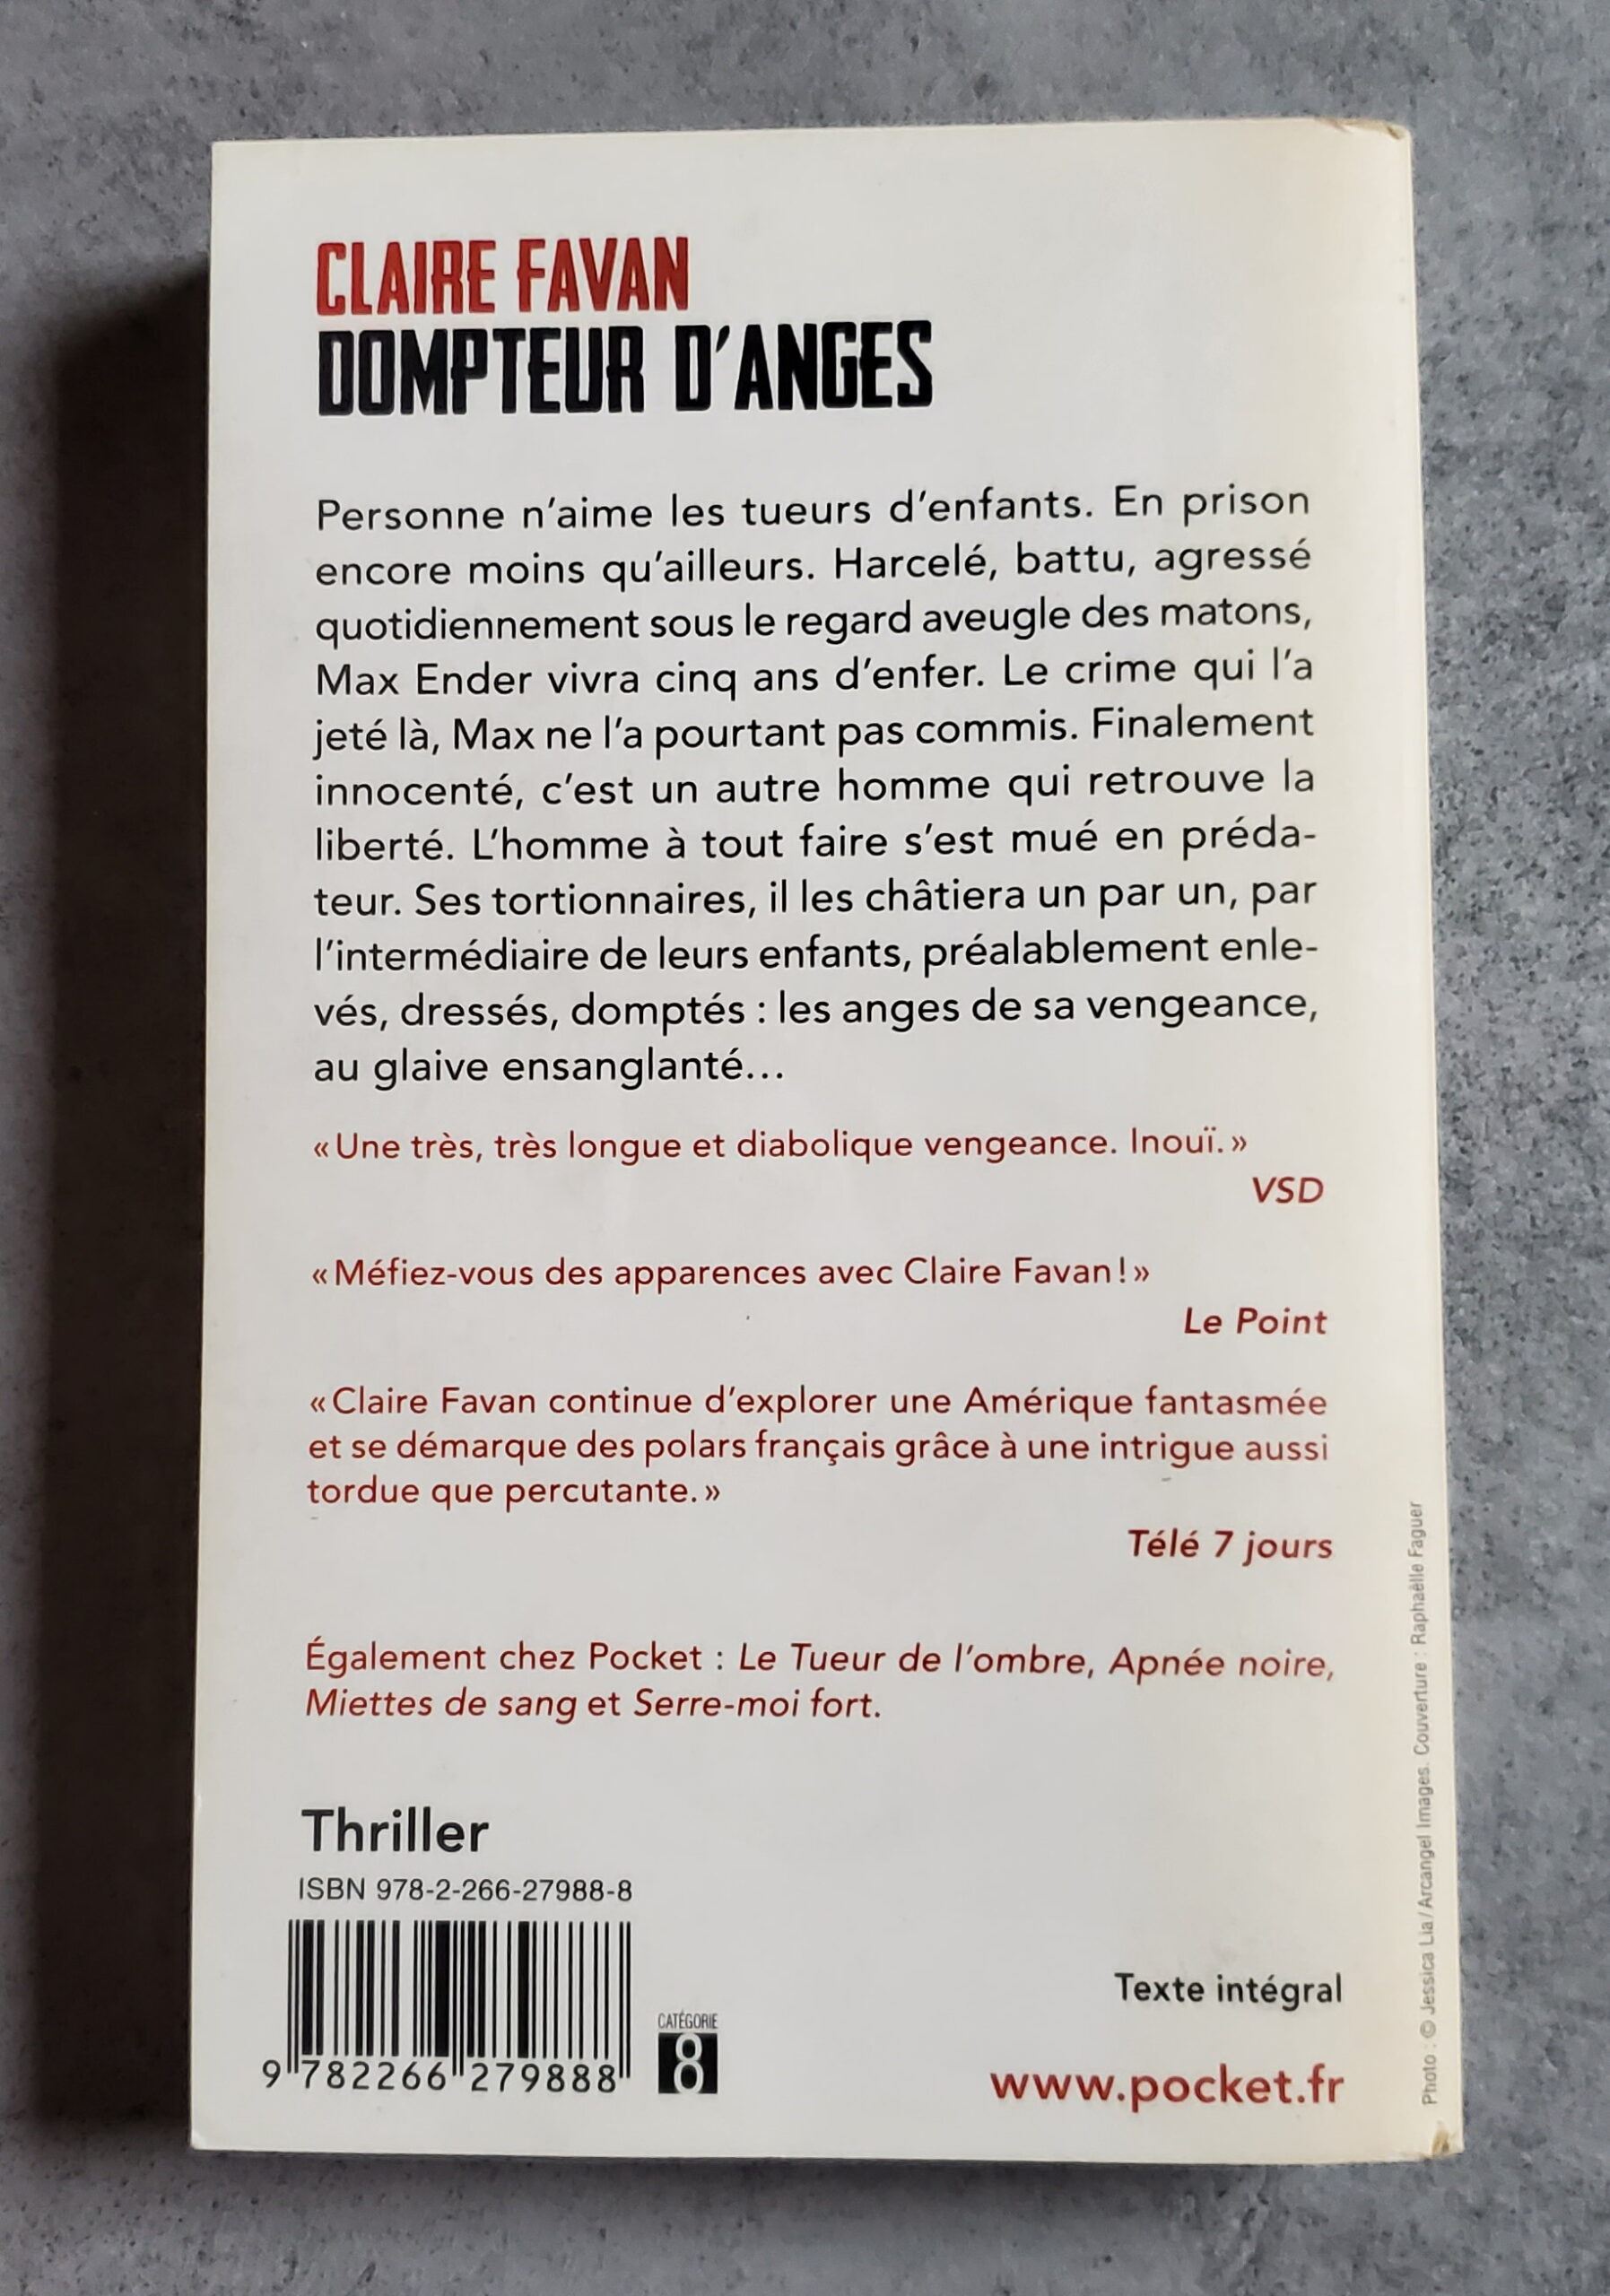 CLAIRE FAVAN
DOMPTEUR D'ANGES
Personne n'aime les tueurs d'enfants. En prison
encore moins qu'ailleurs. Harcelé, battu, agressé
quotidiennement sous le regard aveugle des matons,
Max Ender vivra cinq ans d'enfer. Le crime qui l'a
jeté là, Max ne l'a pourtant pas commis. Finalement
innocenté, c'est un autre homme qui retrouve la
liberté. L'homme à tout faire s'est mué en préda-
teur. Ses tortionnaires, il les châtiera un par un, par
l'intermédiaire de leurs enfants, préalablement enle-
vés, dressés, domptés : les anges de sa vengeance,
au glaive ensanglanté…
« Une très, très longue et diabolique vengeance. Inouï. »
VSD
« Méfiez-vous des apparences avec Claire Favan ! »
Le Point
« Claire Favan continue d'explorer une Amérique fantasmée
et se démarque des polars français grâce à une intrigue aussi
tordue que percutante. »
Télé 7 jours
Également chez Pocket : Le Tueur de l'ombre, Apnée noire,
Miettes de sang et Serre-moi fort.
Thriller
ISBN 978-2-266-27988-8
9 782266 279888
CATÉGORIE
8
Texte intégral
www.pocket.fr
Photo : © Jessica Lia / Arcangel Images. Couverture : Raphaëlle Faguer